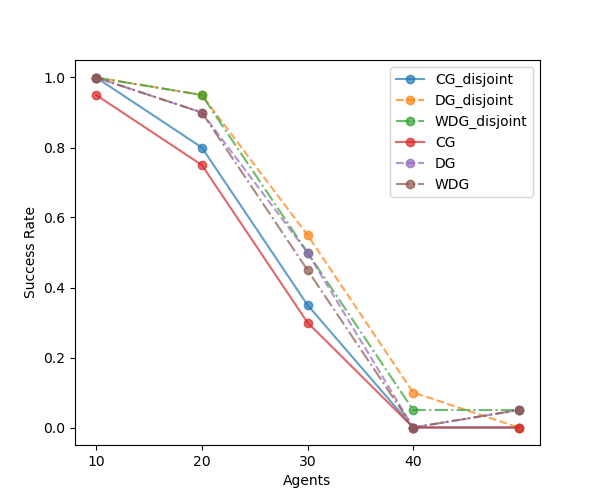 1.0
0.8
0.6
0.4
0.2
0.0
Success Rate
10 20 30 40
Agents
CG_disjoint
DG_disjoint
WDG_disjoint
CG
DG
WDG